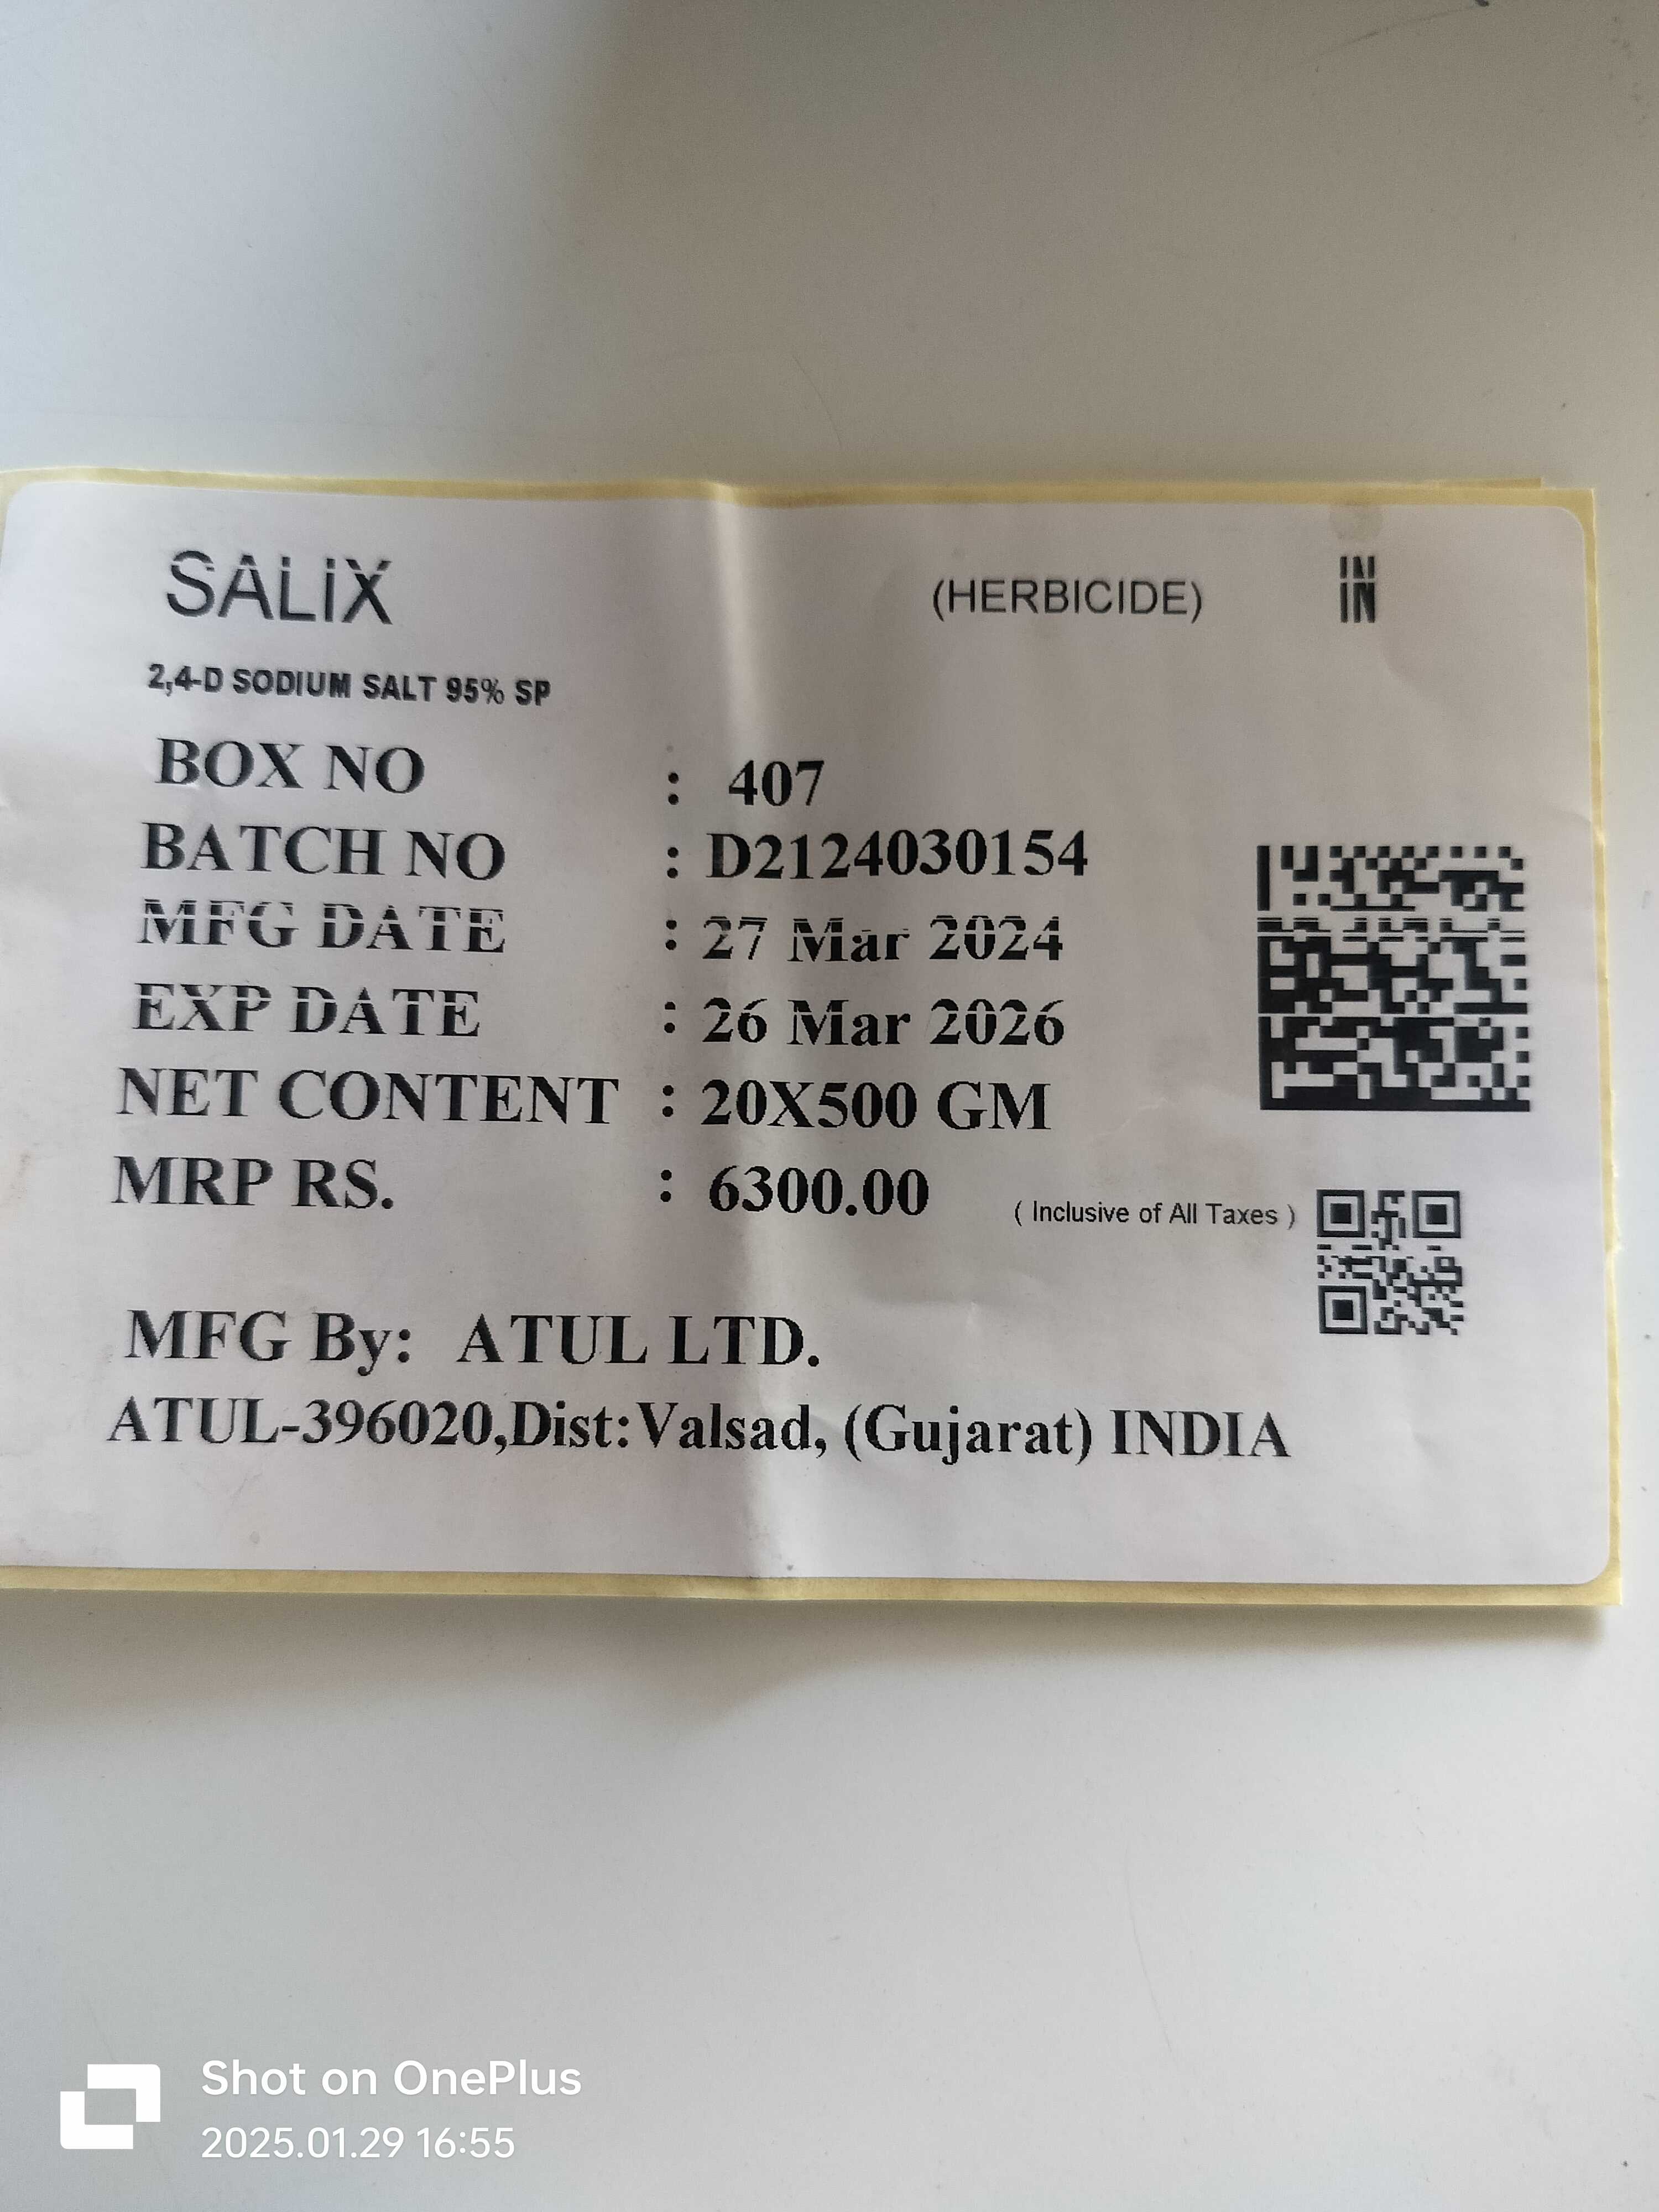 SALIX (HERBICIDE) IN
2,4-D SODIUM SALT 95% SP
BOX NO : 407
BATCH NO : D2124030154
MFG DATE : 27 Mar 2024
EXP DATE : 26 Mar 2026
NET CONTENT : 20X500 GM
MRP RS. : 6300.00 ( Inclusive of All Taxes )
MFG By: ATUL LTD.
ATUL-396020,Dist:Valsad, (Gujarat) INDIA
Shot on OnePlus
2025.01.29 16:55